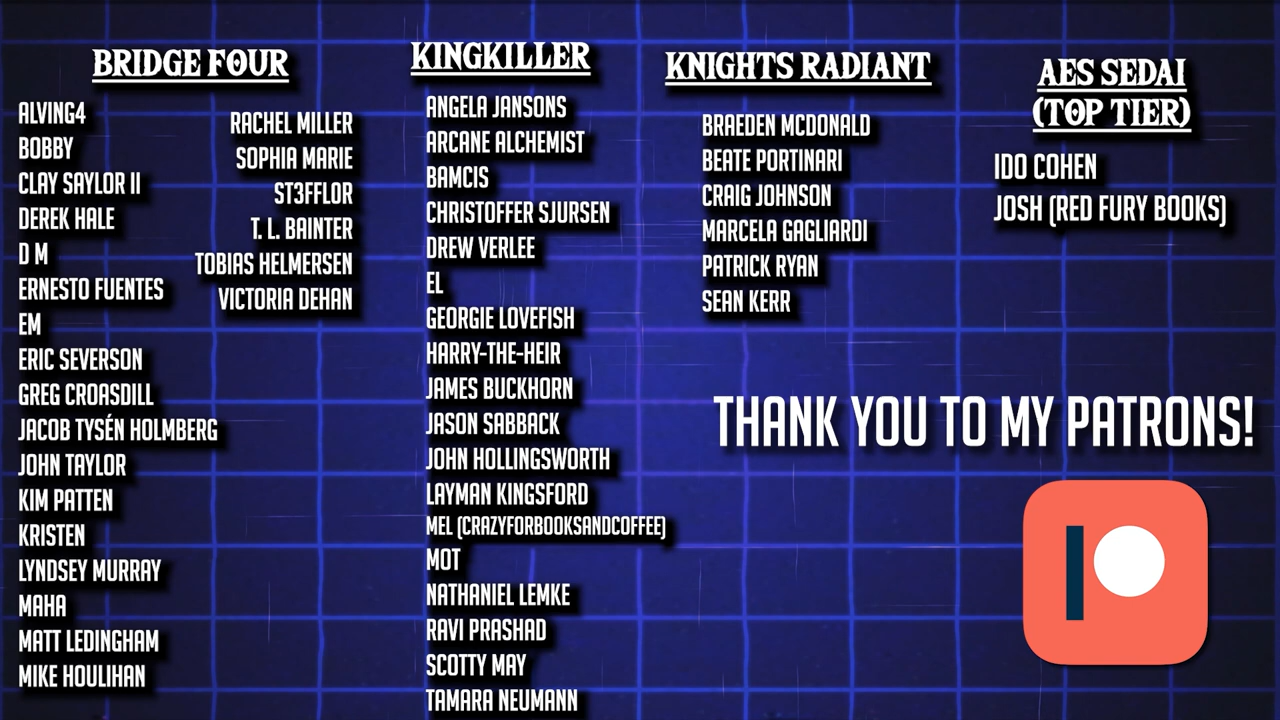 BRIDGE FOUR
ALVING4
BOBBY
CLAY SAYLOR II
DEREK HALE
D M
ERNESTO FUENTES
EM
ERIC SEVERSON
GREG CROASDILL
JACOB TYSÉN HOLMBERG
JOHN TAYLOR
KIM PATTEN
KRISTEN
LYNDSEY MURRAY
MAHA
MATT LEDINGHAM
MIKE HOULIHAN
RACHEL MILLER
SOPHIA MARIE
ST3FFLOR
T. L. BAINTER
TOBIAS HELMERSEN
VICTORIA DEHAN
KINGKILLER
ANGELA JANSONS
ARCANE ALCHEMIST
BAMCIS
CHRISTOFFER SJURSEN
DREW VERLEE
EL
GEORGIE LOVEFISH
HARRY-THE-HEIR
JAMES BUCKHORN
JASON SABBACK
JOHN HOLLINGSWORTH
LAYMAN KINGSFORD
MEL (CRAZYFORBOOKSANDCOFFEE)
MOT
NATHANIEL LEMKE
RAVI PRASHAD
SCOTTY MAY
TAMARA NEUMANN
KNIGHTS RADIANT
BRAEDEN MCDONALD
BEATE PORTINARI
CRAIG JOHNSON
MARCELA GAGLIARDI
PATRICK RYAN
SEAN KERR
AES SEDAI
(TOP TIER)
IDO COHEN
JOSH (RED FURY BOOKS)
THANK YOU TO MY PATRONS!